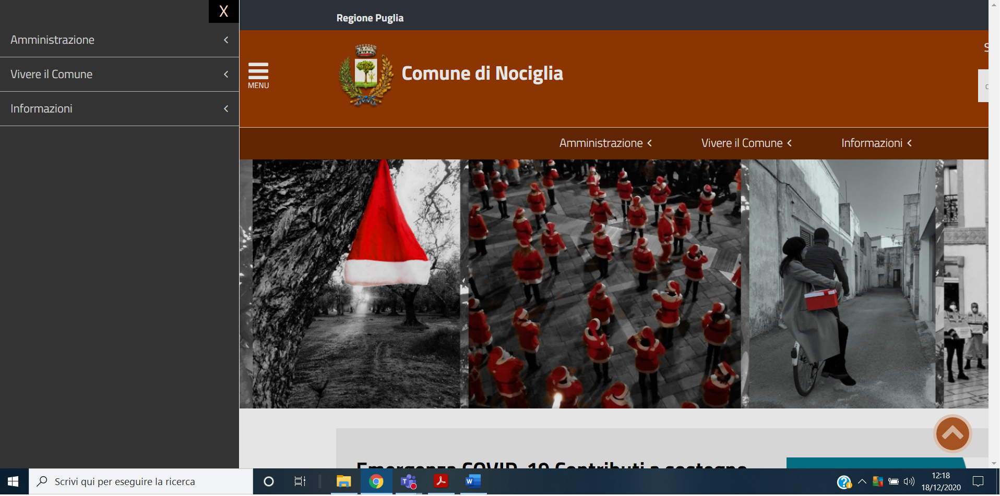 X
Amministrazione
Vivere il Comune
Informazioni
Regione Puglia
MENU
Comune di Nociglia
Amministrazione
Vivere il Comune
Informazioni
Emergenza COVID-19 Contributi a sostegno
Scrivi qui per eseguire la ricerca
12:18
18/12/2020